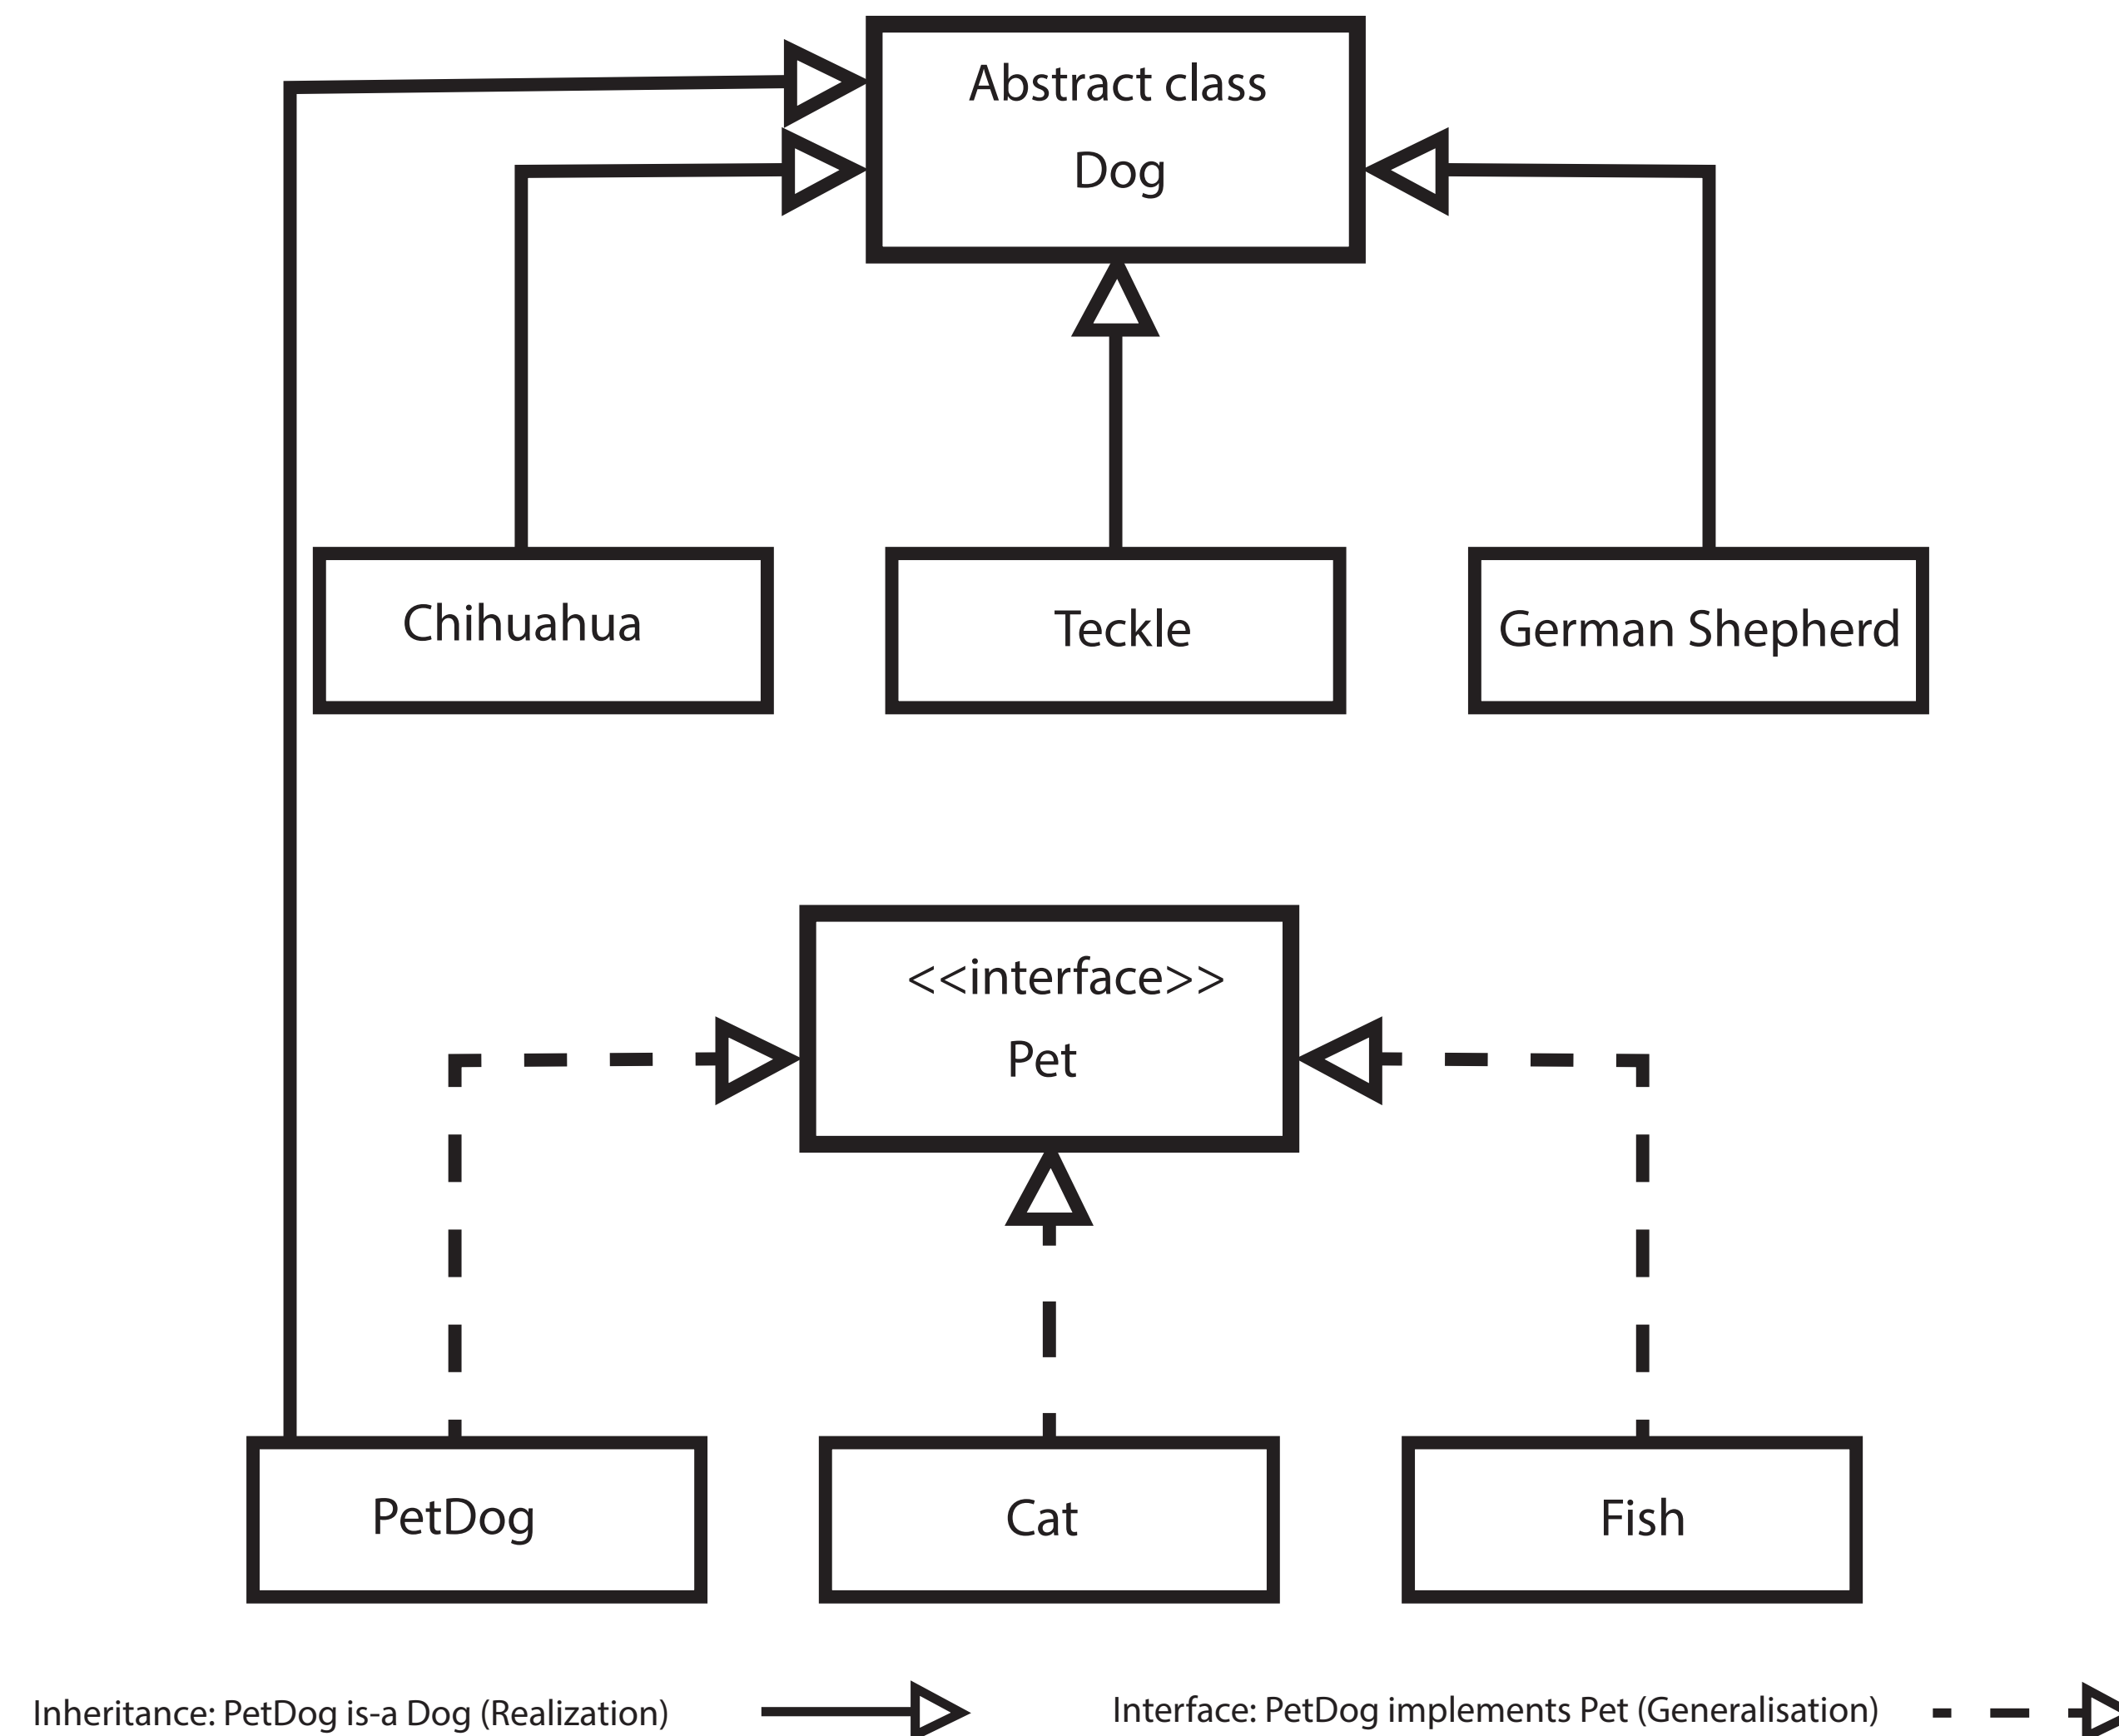 Abstract class
Dog
Chihuahua
Teckle
German Shepherd
<<interface>>
Pet
PetDog
Cat
Fish
Inheritance: PetDog is-a Dog (Realization)
Interface: PetDog implements Pet (Generalisation)